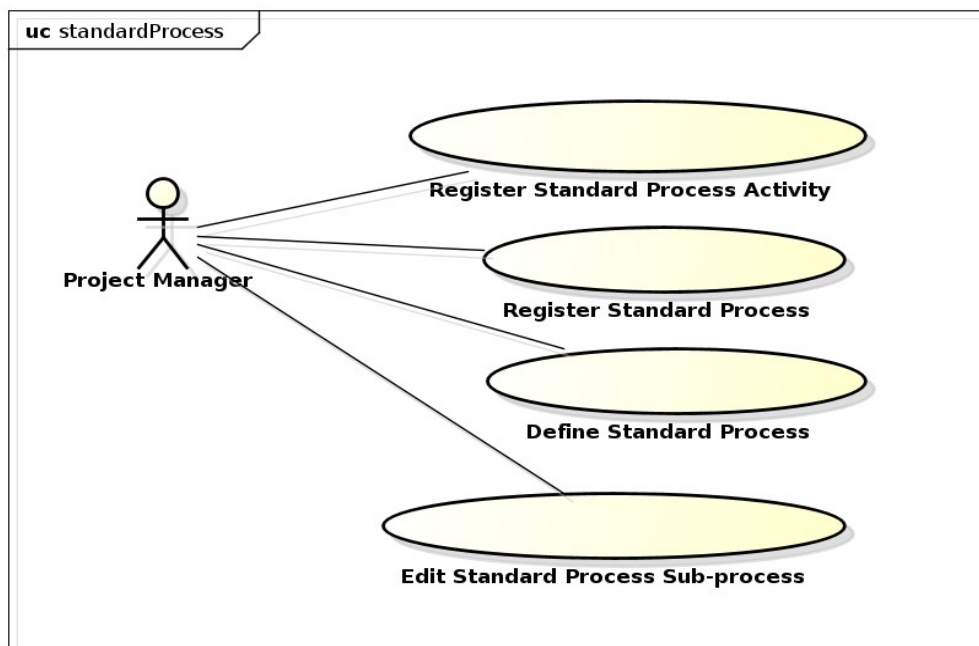 uc standardProcess
Register Standard Process Activity
Project Manager
Register Standard Process
Define Standard Process
Edit Standard Process Sub-process